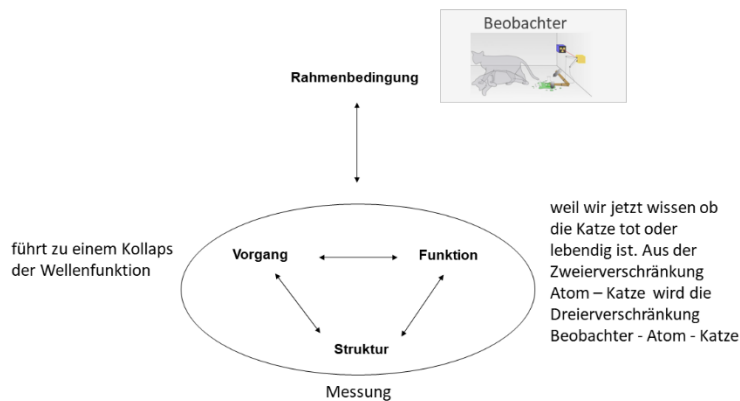 Beobachter
Rahmenbedingung
führt zu einem Kollaps
der Wellenfunktion
Vorgang
Funktion
Struktur
Messung
weil wir jetzt wissen ob
die Katze tot oder
lebendig ist. Aus der
Zweierverschränkung
Atom – Katze wird die
Dreierverschränkung
Beobachter - Atom - Katze